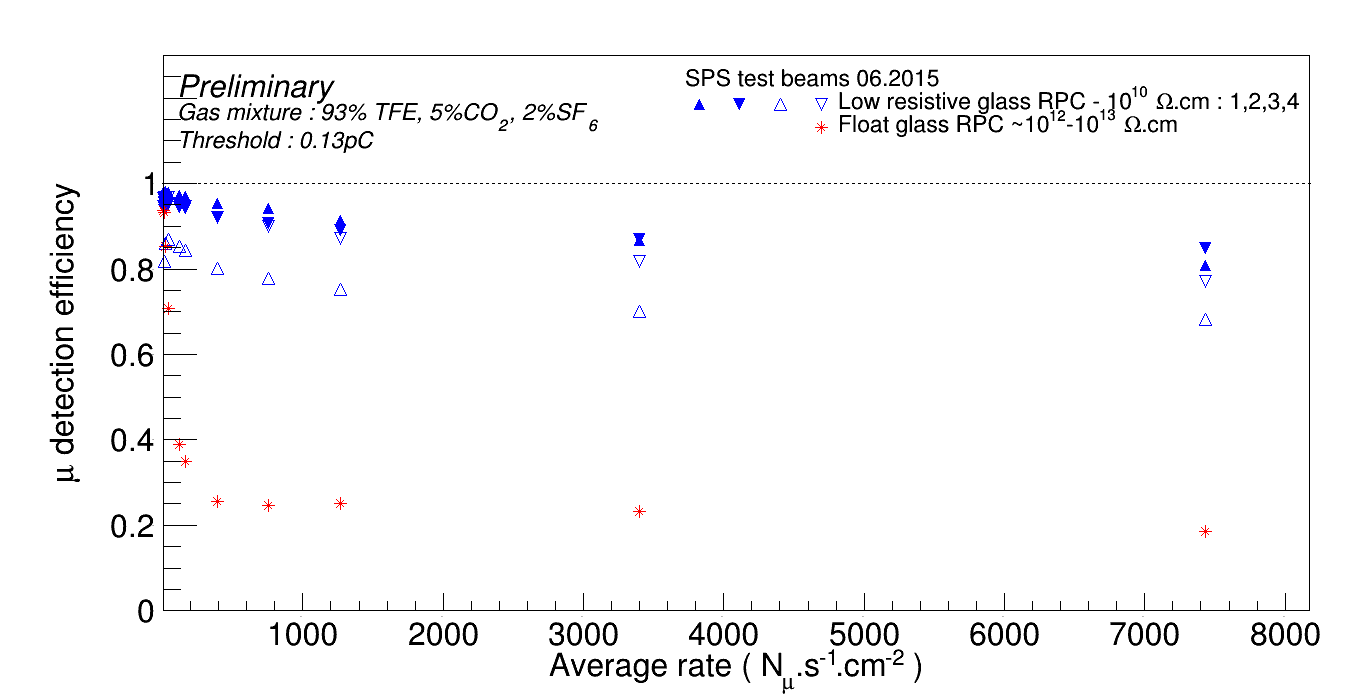 Preliminary
Gas mixture : 93% TFE, 5%CO2, 2%SF6
Threshold : 0.13pC
SPS test beams 06.2015
Low resistive glass RPC - 10^10 Ω.cm : 1,2,3,4
Float glass RPC ~10^12-10^13 Ω.cm
μ detection efficiency
1
0.8
0.6
0.4
0.2
0
1000 2000 3000 4000 5000 6000 7000 8000
Average rate ( Nμ.s^-1.cm^-2 )